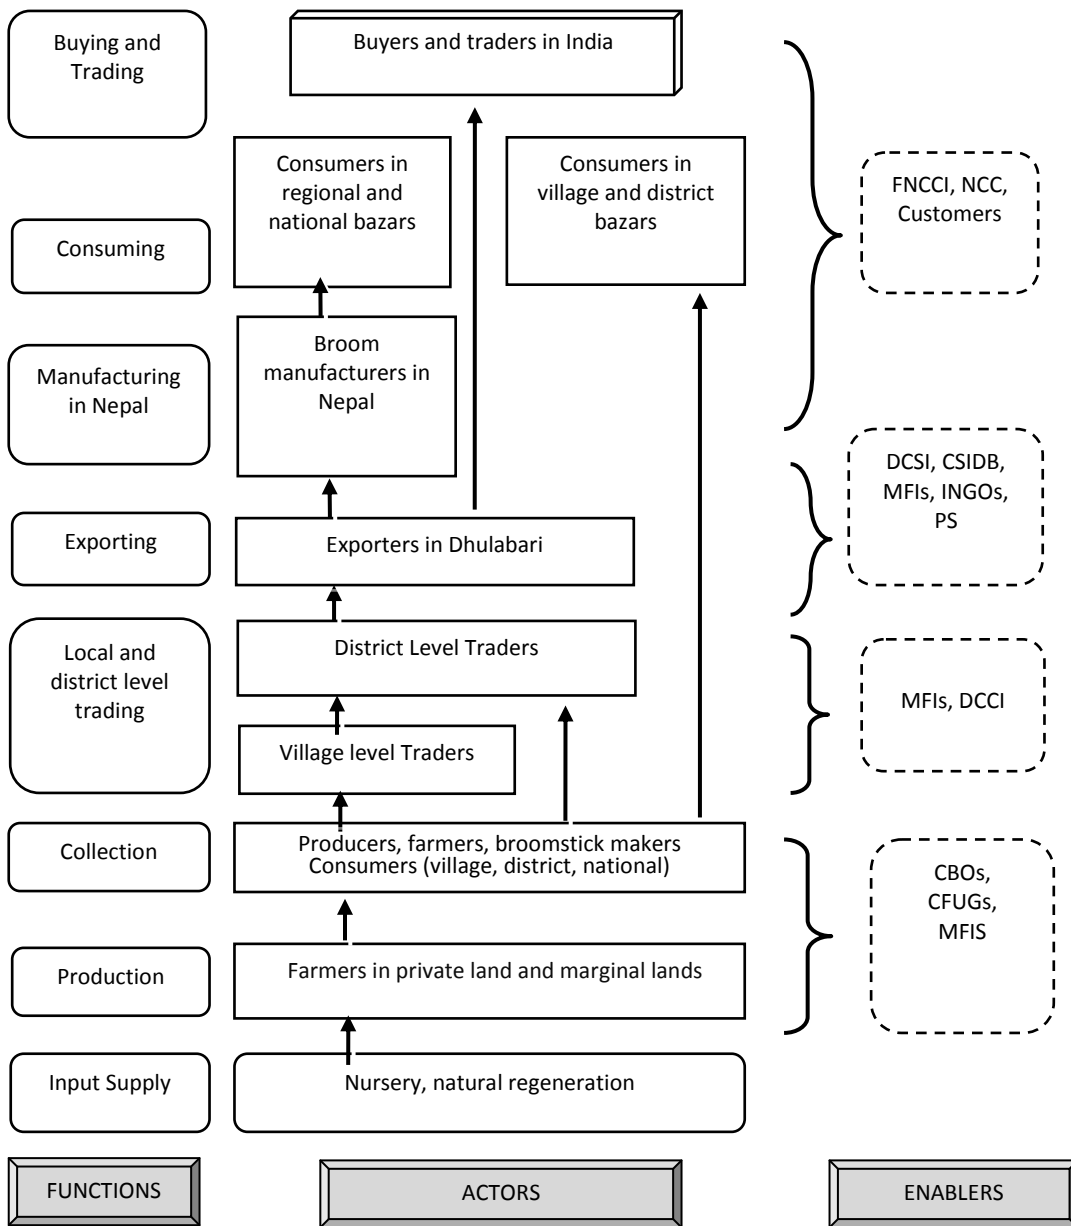 Buying and
Trading
Buyers and traders in India
Consumers in
regional and
national bazars
Consumers in
village and district
bazars
FNCCI, NCC,
Customers
Consuming
Broom
manufacturers in
Nepal
Manufacturing
in Nepal
DCSI, CSIDB,
MFIs, INGOs,
PS
Exporting
Exporters in Dhulabari
Local and
district level
trading
District Level Traders
MFIs, DCCI
Village level Traders
Collection
Producers, farmers, broomstick makers
Consumers (village, district, national)
CBOs,
CFUGs,
MFIS
Production
Farmers in private land and marginal lands
Input Supply
Nursery, natural regeneration
FUNCTIONS
ACTORS
ENABLERS